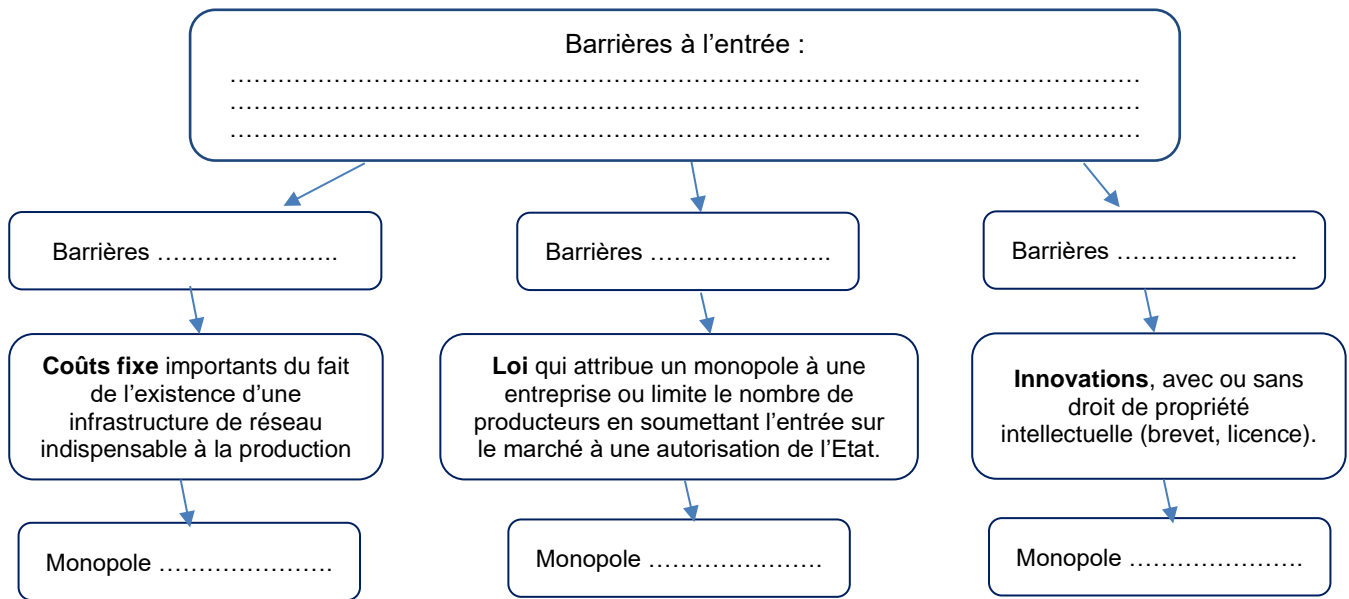 Barrières à l’entrée :
……………………………………………………………………………………………………
……………………………………………………………………………………………………
……………………………………………………………………………………………………
Barrières …………………..
Barrières …………………..
Barrières …………………..
Coûts fixe importants du fait
de l’existence d’une
infrastructure de réseau
indispensable à la production
Loi qui attribue un monopole à une
entreprise ou limite le nombre de
producteurs en soumettant l’entrée sur
le marché à une autorisation de l’Etat.
Innovations, avec ou sans
droit de propriété
intellectuelle (brevet, licence).
Monopole ………………….
Monopole ………………….
Monopole ………………….